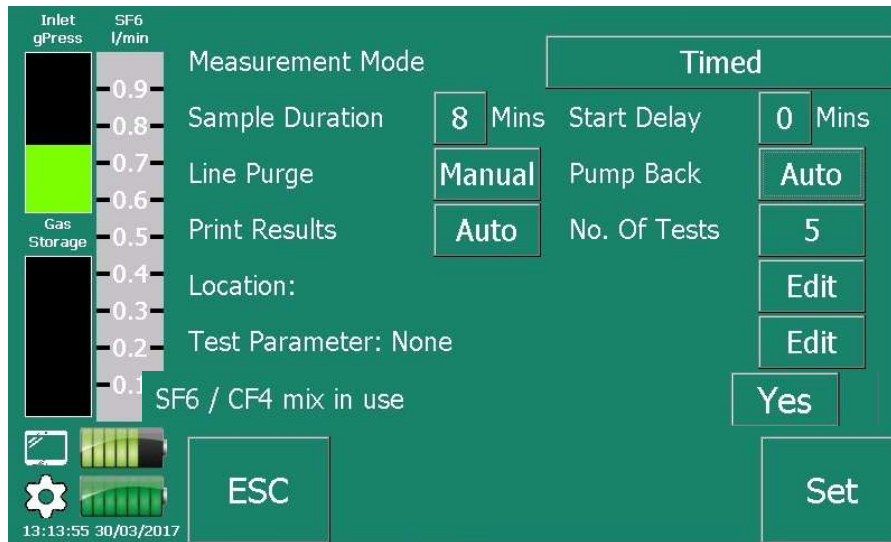 Inlet
gPress
SF6
l/min
Measurement Mode Timed
0.9
Sample Duration 8 Mins Start Delay 0 Mins
0.8
0.7
Line Purge Manual Pump Back Auto
0.6
Gas
Storage
Print Results Auto No. Of Tests 5
0.5
0.4
Location: Edit
0.3
Test Parameter: None Edit
0.2
0.1
SF6 / CF4 mix in use Yes
ESC Set
13:13:55 30/03/2017